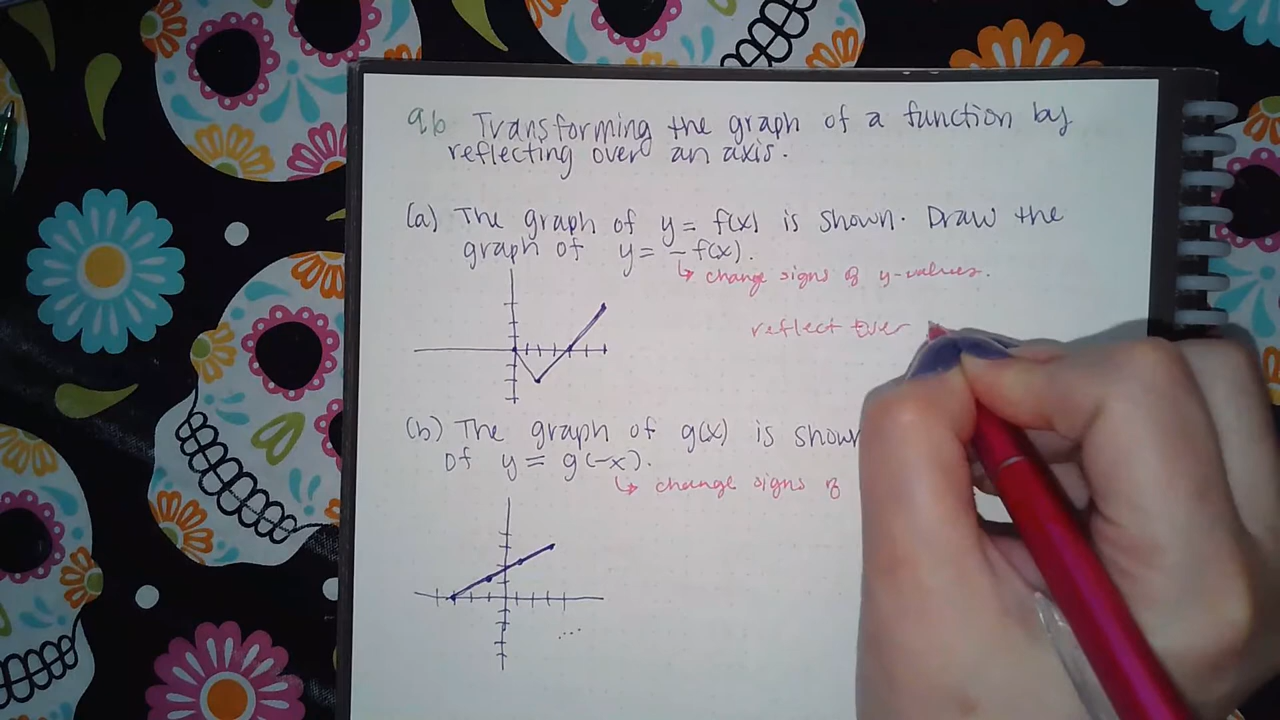 9b Transforming the graph of a function by
reflecting over an axis.
(a) The graph of y = f(x) is shown. Draw the
graph of y = -f(x).
↳ change signs of y-values.
reflect over
(b) The graph of g(x) is shown
of y = g(-x).
↳ change signs of